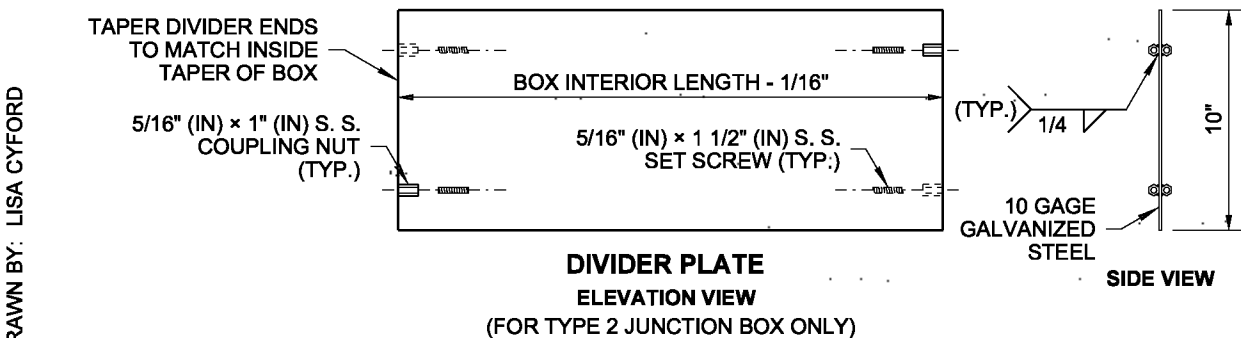 TAPER DIVIDER ENDS
TO MATCH INSIDE
TAPER OF BOX
BOX INTERIOR LENGTH - 1/16"
5/16" (IN) × 1" (IN) S. S.
COUPLING NUT
(TYP.)
5/16" (IN) × 1 1/2" (IN) S. S.
SET SCREW (TYP.)
(TYP.)
1/4
10"
10 GAGE
GALVANIZED
STEEL
DIVIDER PLATE
ELEVATION VIEW
(FOR TYPE 2 JUNCTION BOX ONLY)
SIDE VIEW
RAWN BY: LISA CYFORD